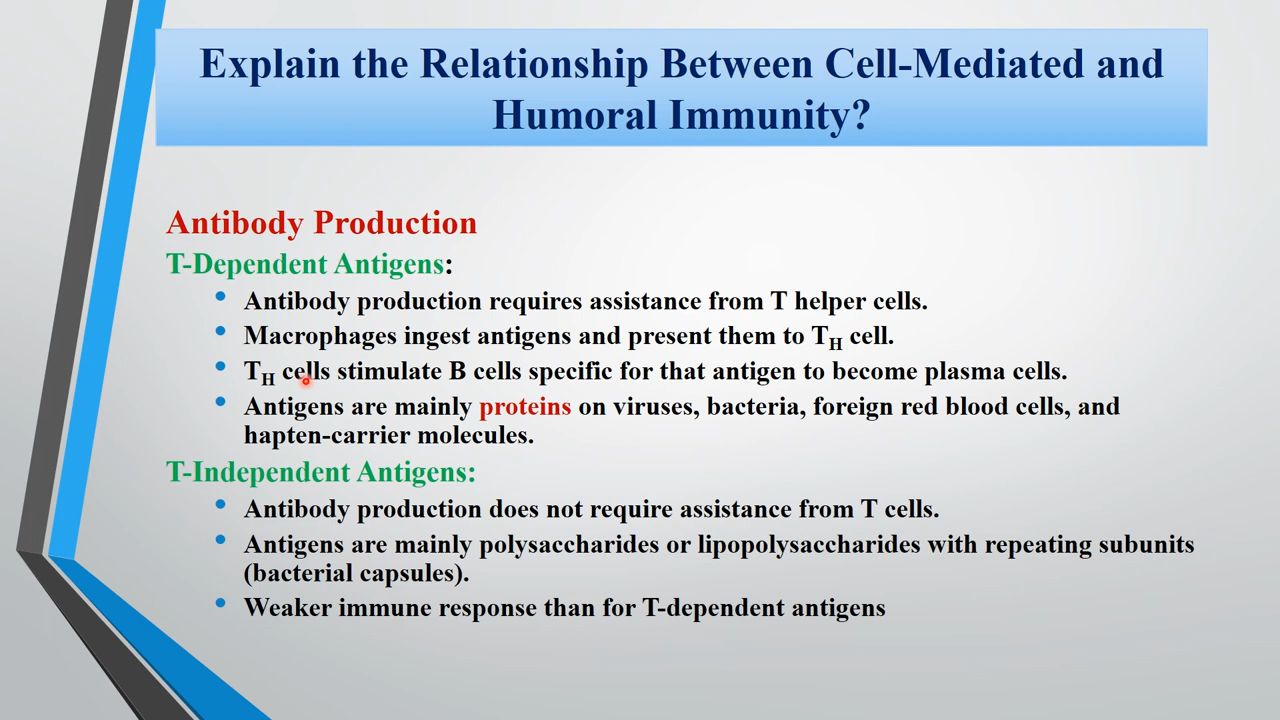 Explain the Relationship Between Cell-Mediated and
Humoral Immunity?
Antibody Production
T-Dependent Antigens:
• Antibody production requires assistance from T helper cells.
• Macrophages ingest antigens and present them to TH cell.
• TH cells stimulate B cells specific for that antigen to become plasma cells.
• Antigens are mainly proteins on viruses, bacteria, foreign red blood cells, and
hapten-carrier molecules.
T-Independent Antigens:
• Antibody production does not require assistance from T cells.
• Antigens are mainly polysaccharides or lipopolysaccharides with repeating subunits
(bacterial capsules).
• Weaker immune response than for T-dependent antigens